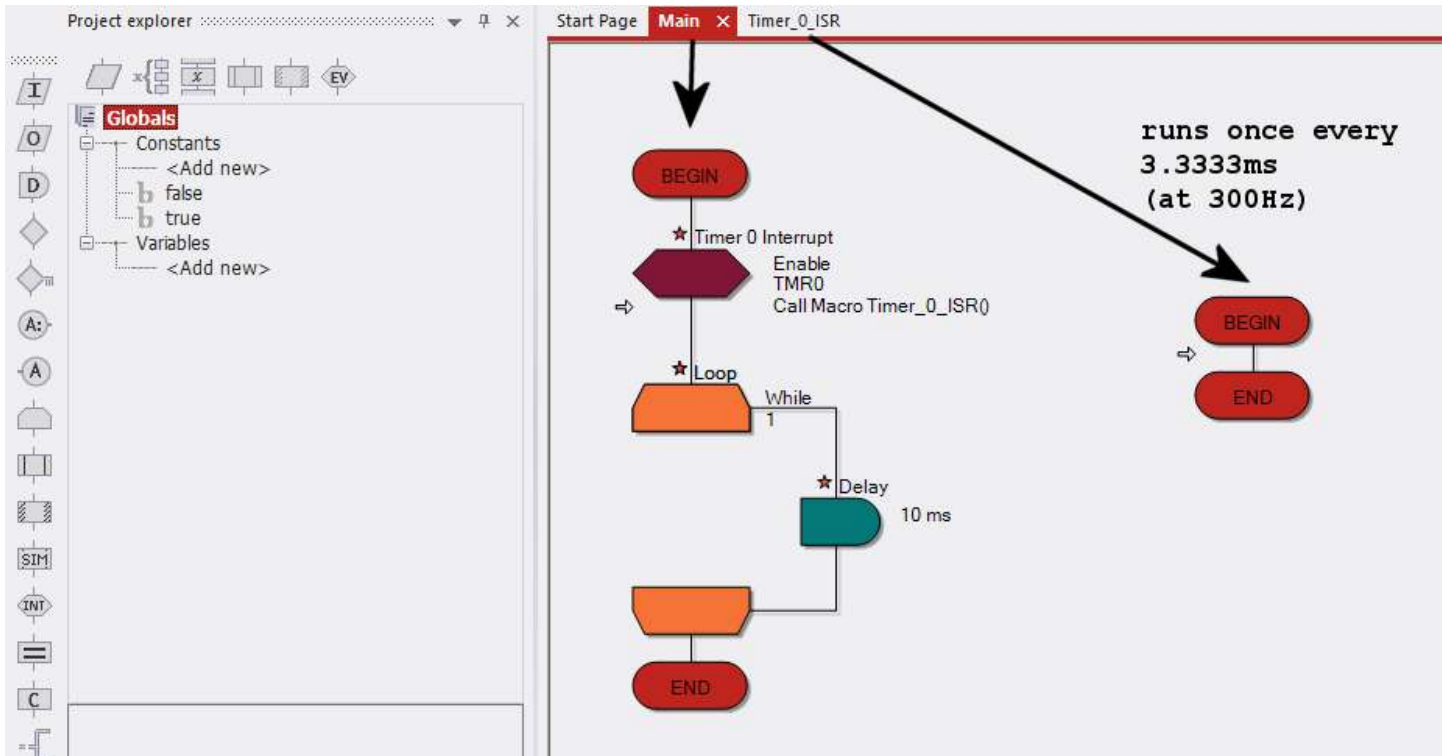 Project explorer
Start Page Main Timer_0_ISR
I
O
D
A:
A
SIM
INT
C
x
x
EV
Globals
Constants
<Add new>
b false
b true
Variables
<Add new>
BEGIN
Timer 0 Interrupt
Enable
TMR0
Call Macro Timer_0_ISR()
Loop
While
1
Delay
10 ms
END
runs once every
3.3333ms
(at 300Hz)
BEGIN
END